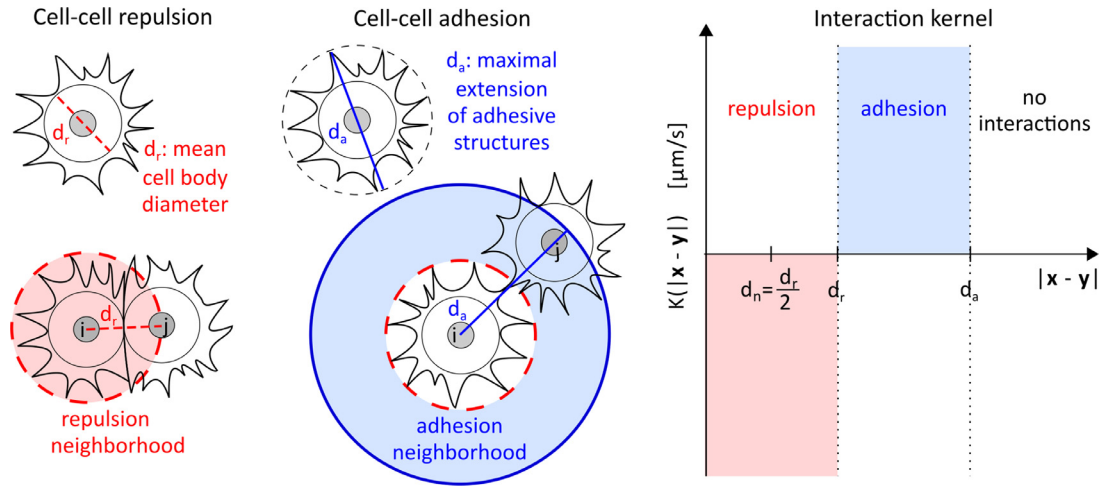 Cell-cell repulsion
dr
dr: mean
cell body
diameter
i
dr
j
repulsion
neighborhood
Cell-cell adhesion
da
da: maximal
extension
of adhesive
structures
j
da
i
adhesion
neighborhood
Interaction kernel
K(|x - y|) [μm/s]
repulsion
adhesion
no
interactions
dn=dr/2
dr
da
|x - y|